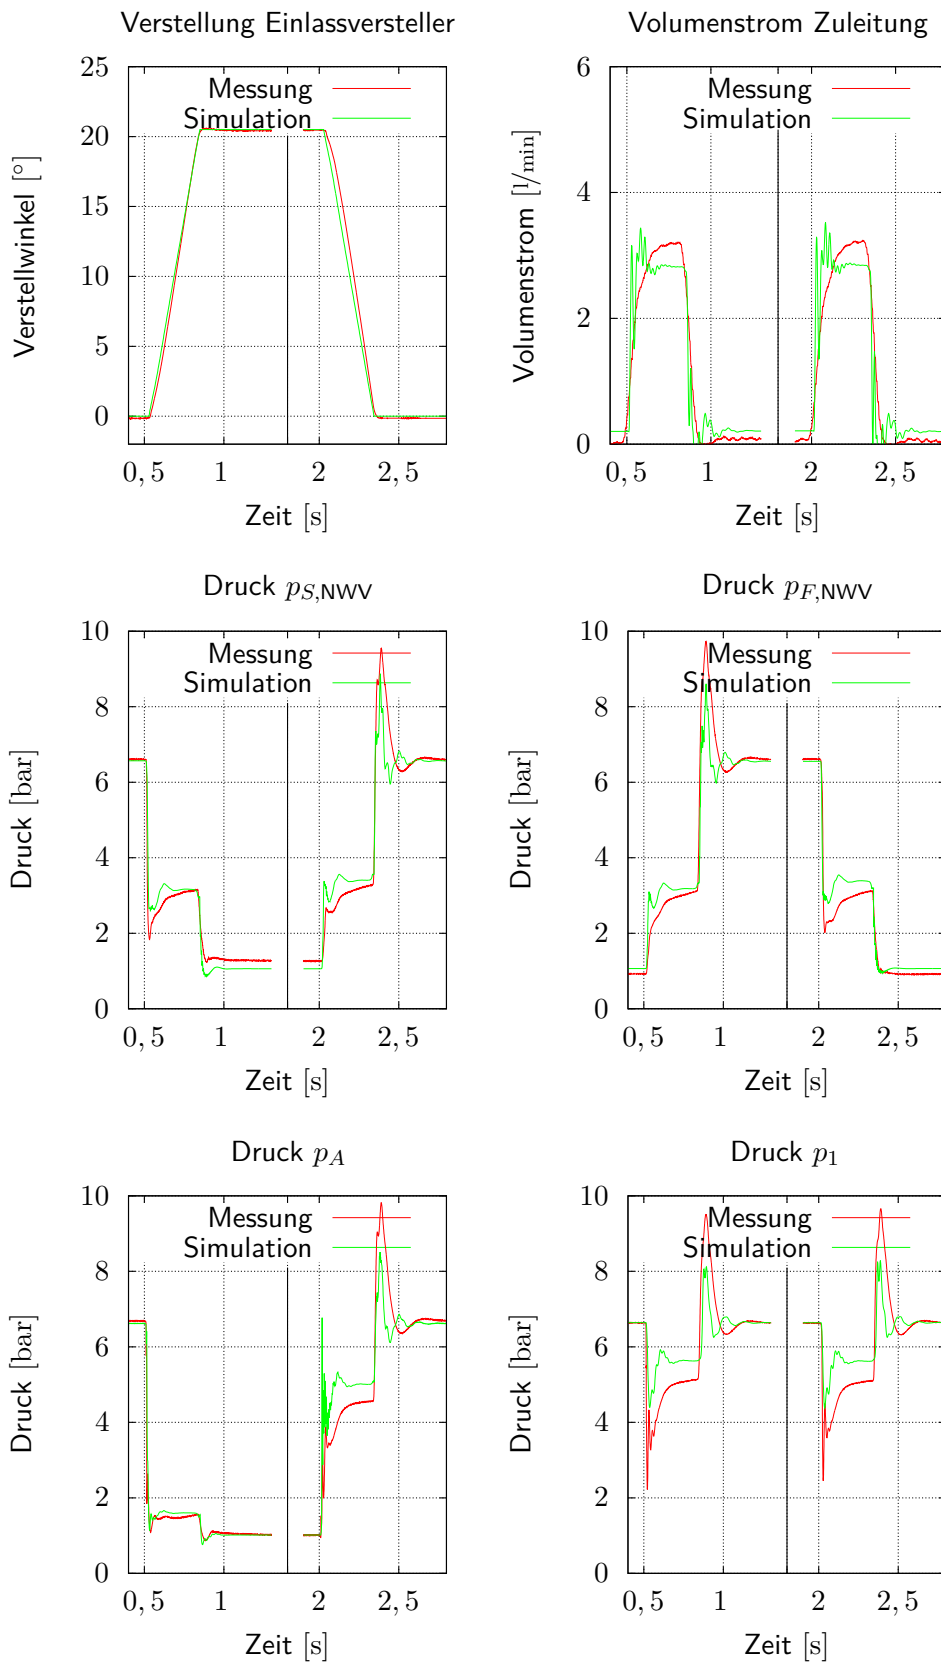 Verstellung Einlassversteller
Verstellwinkel [°]
25
20
15
10
5
0
Messung
Simulation
0,5 1 2 2,5
Zeit [s]
Volumenstrom Zuleitung
Volumenstrom [l/min]
6
4
2
0
Messung
Simulation
0,5 1 2 2,5
Zeit [s]
Druck pS,NWV
Druck [bar]
10
8
6
4
2
0
Messung
Simulation
0,5 1 2 2,5
Zeit [s]
Druck pF,NWV
Druck [bar]
10
8
6
4
2
0
Messung
Simulation
0,5 1 2 2,5
Zeit [s]
Druck pA
Druck [bar]
10
8
6
4
2
0
Messung
Simulation
0,5 1 2 2,5
Zeit [s]
Druck p1
Druck [bar]
10
8
6
4
2
0
Messung
Simulation
0,5 1 2 2,5
Zeit [s]